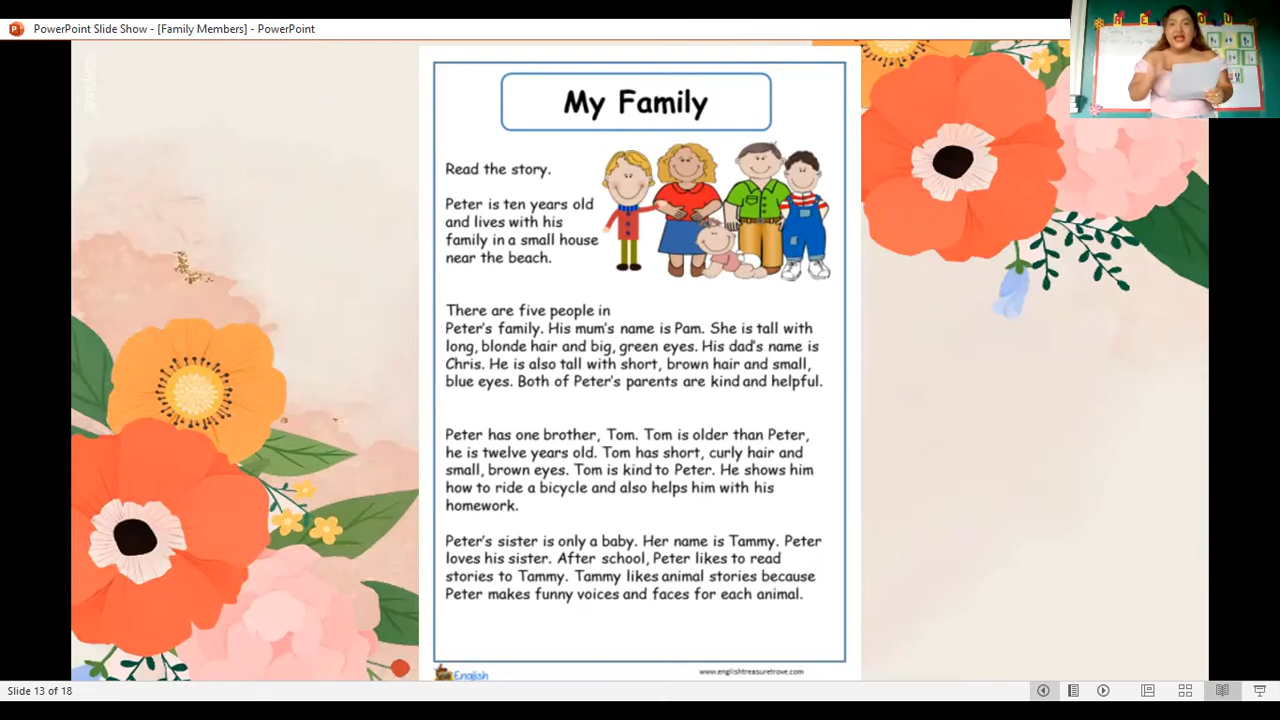 PowerPoint Slide Show - [Family Members] - PowerPoint
My Family
Read the story.
Peter is ten years old
and lives with his
family in a small house
near the beach.
There are five people in
Peter's family. His mum's name is Pam. She is tall with
long, blonde hair and big, green eyes. His dad's name is
Chris. He is also tall with short, brown hair and small,
blue eyes. Both of Peter's parents are kind and helpful.
Peter has one brother, Tom. Tom is older than Peter,
he is twelve years old. Tom has short, curly hair and
small, brown eyes. Tom is kind to Peter. He shows him
how to ride a bicycle and also helps him with his
homework.
Peter's sister is only a baby. Her name is Tammy. Peter
loves his sister. After school, Peter likes to read
stories to Tammy. Tammy likes animal stories because
Peter makes funny voices and faces for each animal.
English
www.englishtreasuretrove.com
Slide 13 of 18